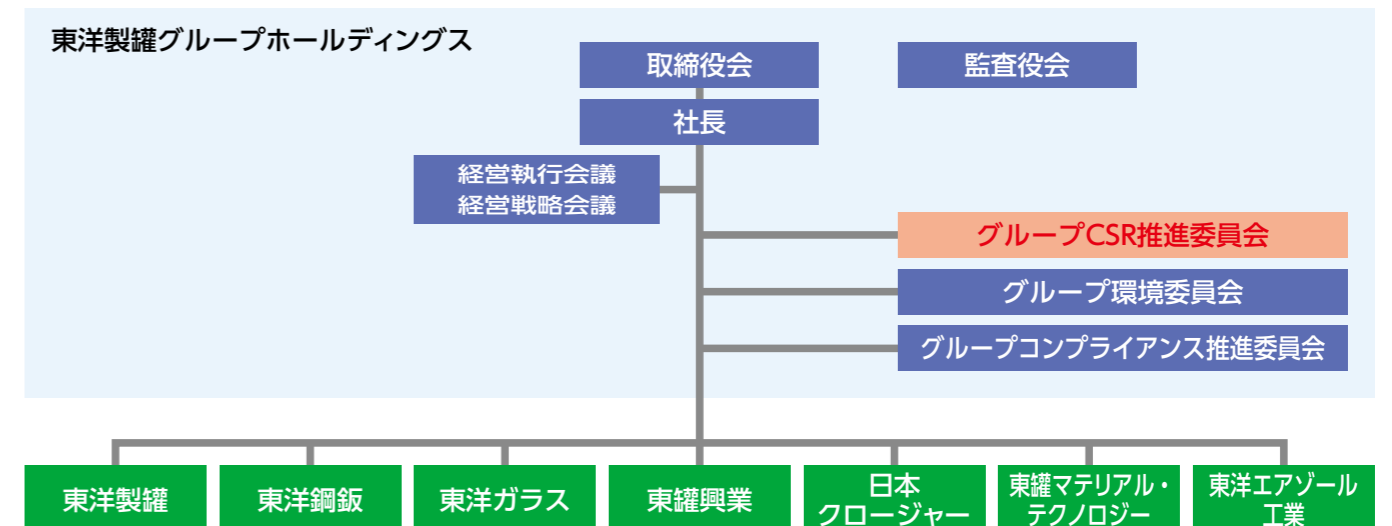 東洋製罐グループホールディングス
取締役会
監査役会
社長
経営執行会議
経営戦略会議
グループCSR推進委員会
グループ環境委員会
グループコンプライアンス推進委員会
東洋製罐
東洋鋼鈑
東洋ガラス
東罐興業
日本
クロージャー
東罐マテリアル・
テクノロジー
東洋エアゾール
工業